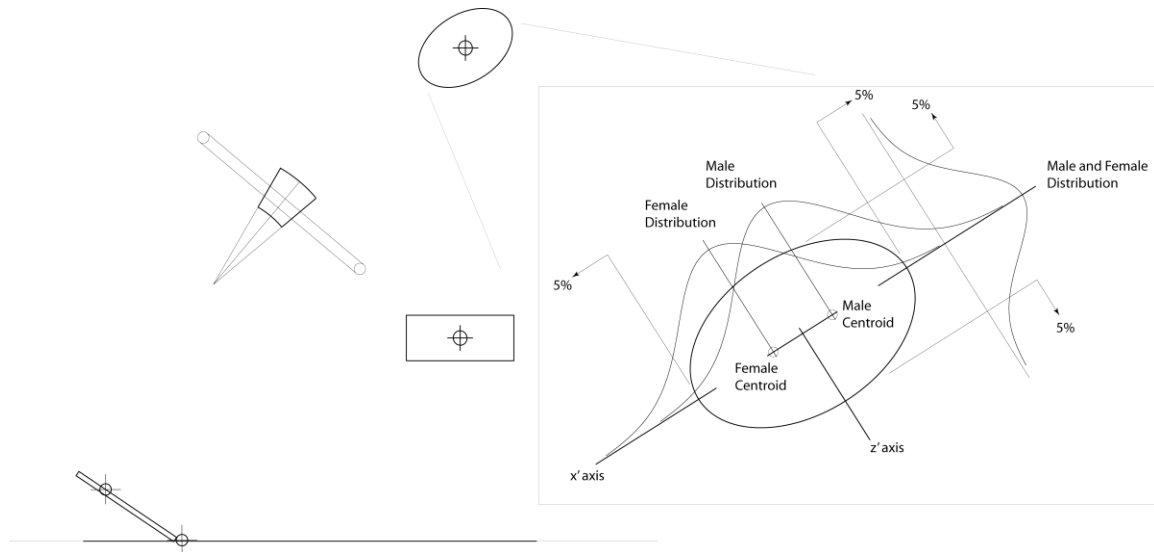 5%
5%
Male
Distribution
Male and Female
Distribution
Female
Distribution
5%
Male
Centroid
5%
Female
Centroid
z' axis
x' axis